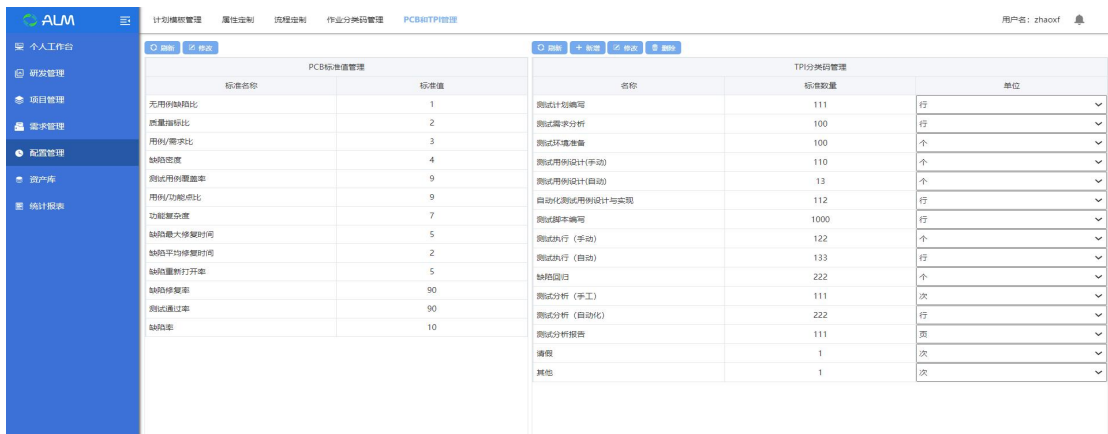 ALM
计划模板管理 属性定制 流程定制 作业分类码管理 PCB和TPI管理 用户名：zhaoxf
个人工作台
研发管理
项目管理
需求管理
配置管理
资产库
统计报表
刷新 修改
PCB标准值管理
标准名称 标准值
无用例缺陷比 1
质量指标比 2
用例/需求比 3
缺陷密度 4
测试用例覆盖率 9
用例/功能点比 9
功能复杂度 7
缺陷最大修复时间 5
缺陷平均修复时间 2
缺陷重新打开率 5
缺陷修复率 90
测试通过率 90
缺陷率 10
刷新 新增 修改 删除
TPI分类码管理
名称 标准数量 单位
测试计划编写 111 行
测试需求分析 100 行
测试环境准备 100 个
测试用例设计(手动) 110 个
测试用例设计(自动) 13 个
自动化测试用例设计与实现 112 行
测试脚本编写 1000 行
测试执行（手动） 122 个
测试执行（自动） 133 行
缺陷回归 222 个
测试分析（手工） 111 次
测试分析（自动化） 222 行
测试分析报告 111 页
请假 1 次
其他 1 次